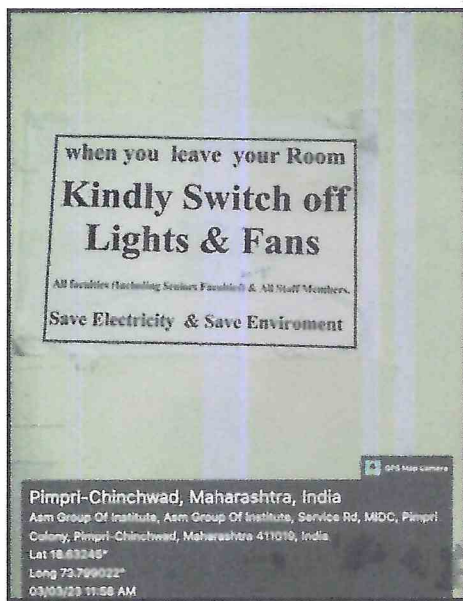 when you leave your Room
Kindly Switch off
Lights & Fans
All faculties (Including Seniors Faculties) & All Staff Members.
Save Electricity & Save Enviroment
GPS Map Camera
Pimpri-Chinchwad, Maharashtra, India
Asm Group Of Institute, Asm Group Of Institute, Service Rd, MIDC, Pimpri
Colony, Pimpri-Chinchwad, Maharashtra 411019, India
Lat 18.63245°
Long 73.799022°
03/03/23 11:58 AM